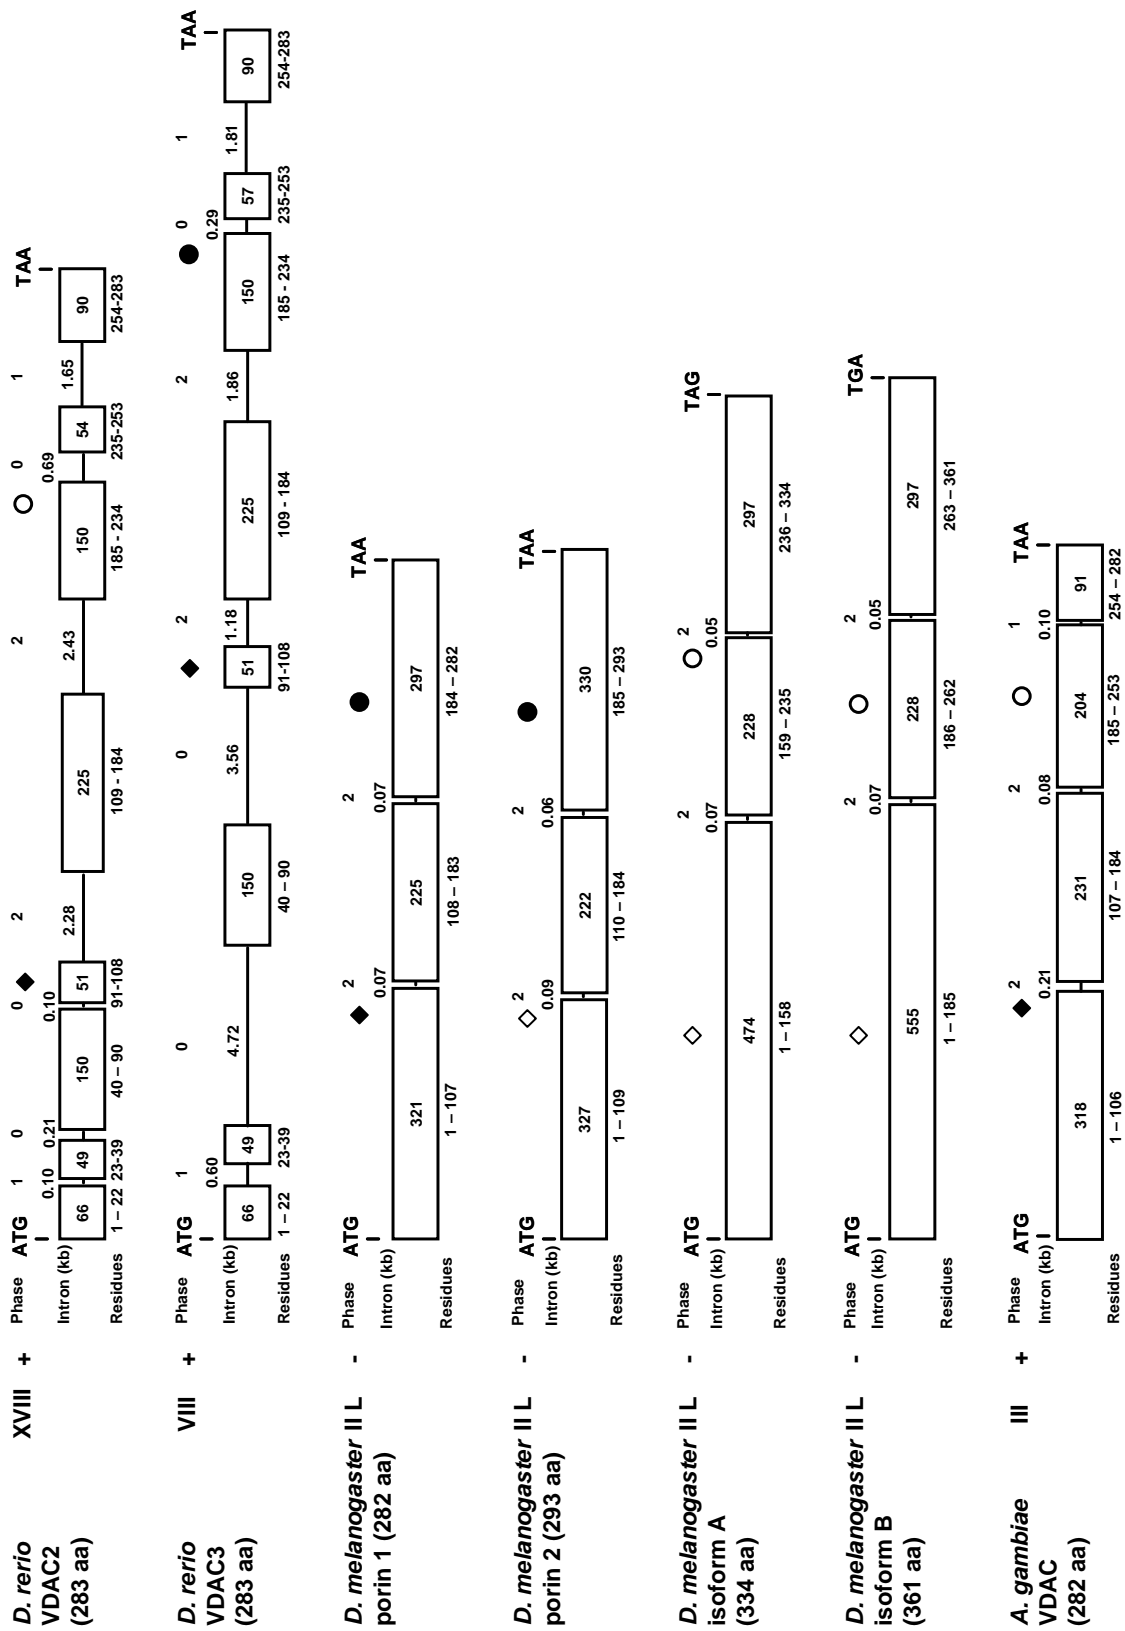 D. rerio XVIII + Phase ATG 1 0 0 2 2 0 1 TAA
VDAC2
(283 aa)
Intron (kb) 0.10 0.21 0.10 2.28 2.43 0.69 1.65
66 49 150 51 225 150 54 90
Residues 1 – 22 23-39 40 – 90 91-108 109 - 184 185 - 234 235-253 254-283
D. rerio VIII + Phase ATG 1 0 0 2 2 0 1 TAA
VDAC3
(283 aa)
Intron (kb) 0.60 4.72 3.56 1.18 1.86 0.29 1.81
66 49 150 51 225 150 57 90
Residues 1 – 22 23-39 40 – 90 91-108 109 - 184 185 - 234 235-253 254-283
D. melanogaster II L - Phase ATG 2 2 TAA
porin 1 (282 aa)
Intron (kb) 0.07 0.07
321 225 297
Residues 1 – 107 108 – 183 184 – 282
D. melanogaster II L - Phase ATG 2 2 TAA
porin 2 (293 aa)
Intron (kb) 0.09 0.06
327 222 330
Residues 1 – 109 110 – 184 185 – 293
D. melanogaster II L - Phase ATG 2 2 TAG
isoform A
(334 aa)
Intron (kb) 0.07 0.05
474 228 297
Residues 1 – 158 159 – 235 236 – 334
D. melanogaster II L - Phase ATG 2 2 TGA
isoform B
(361 aa)
Intron (kb) 0.07 0.05
555 228 297
Residues 1 – 185 186 – 262 263 – 361
A. gambiae III + Phase ATG 2 2 1 TAA
VDAC
(282 aa)
Intron (kb) 0.21 0.08 0.10
318 231 204 91
Residues 1 – 106 107 – 184 185 – 253 254 – 282